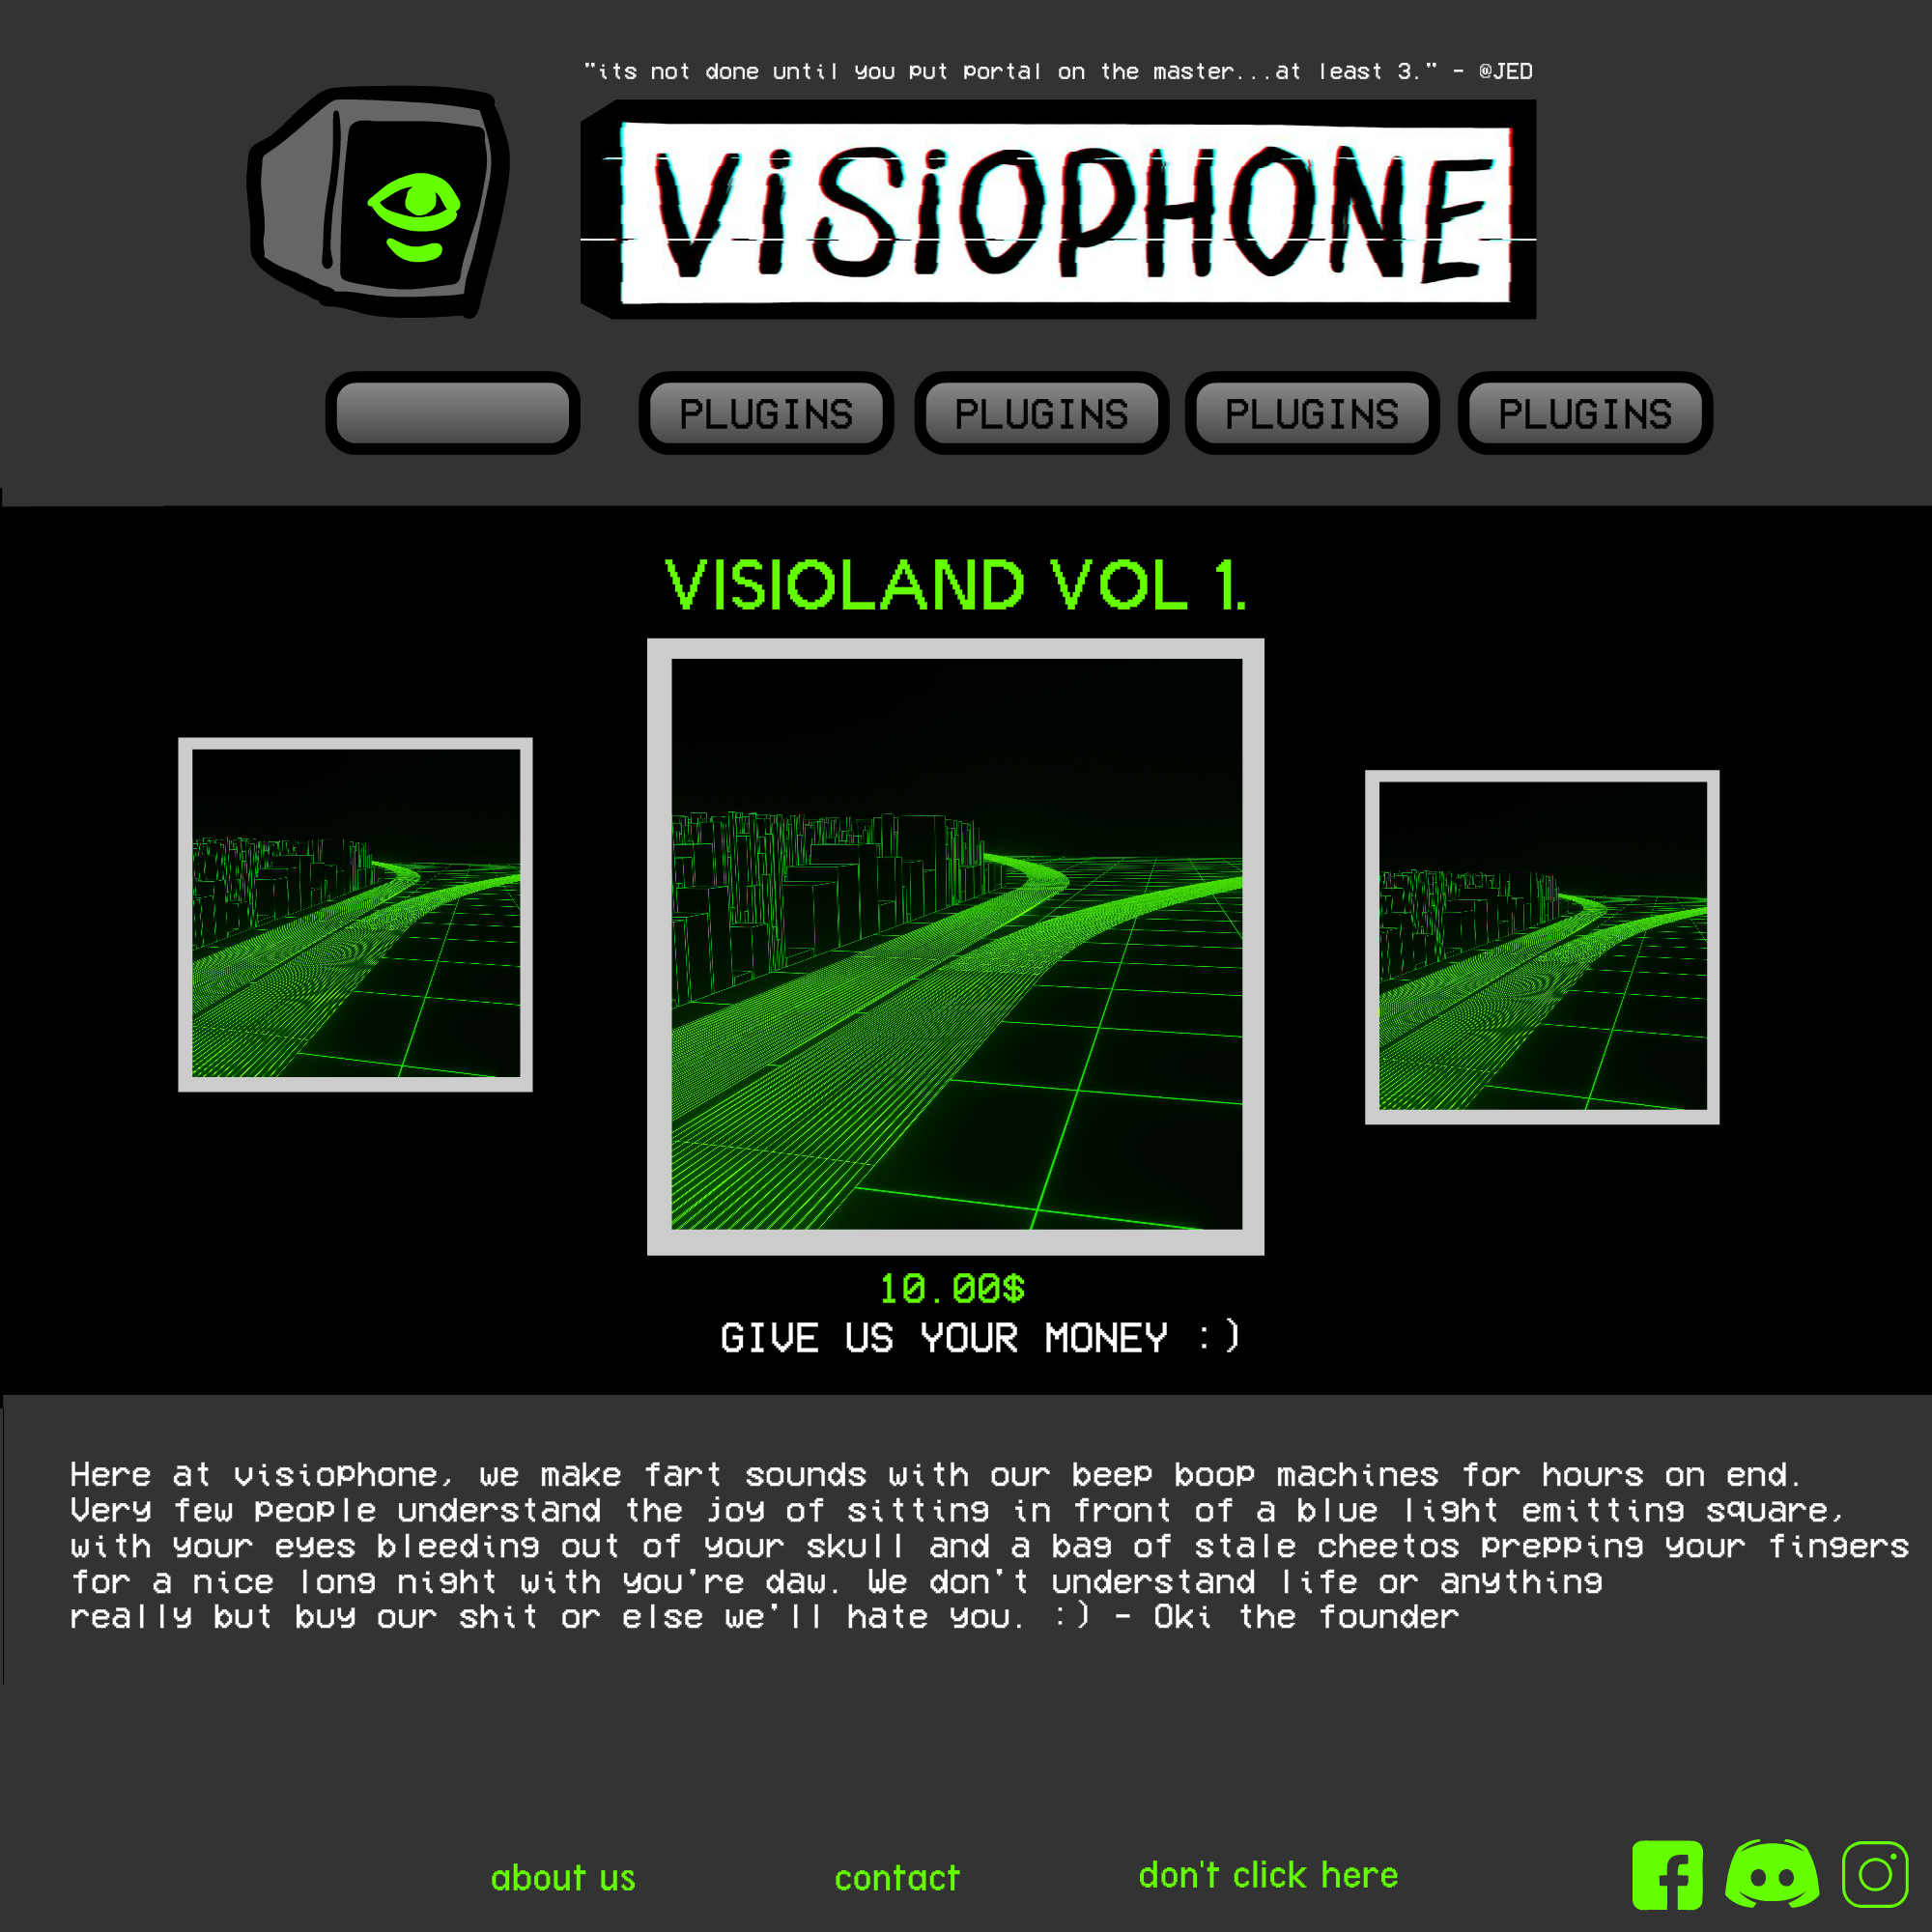 "its not done until you put portal on the master...at least 3." - @JED
ViSiOPHONE
PLUGINS PLUGINS PLUGINS PLUGINS
VISIOLAND VOL 1.
10.00$
GIVE US YOUR MONEY :)
Here at visiophone, we make fart sounds with our beep boop machines for hours on end.
Very few people understand the joy of sitting in front of a blue light emitting square,
with your eyes bleeding out of your skull and a bag of stale cheetos prepping your fingers
for a nice long night with you're daw. We don't understand life or anything
really but buy our shit or else we'll hate you. :) - Oki the founder
about us contact don't click here